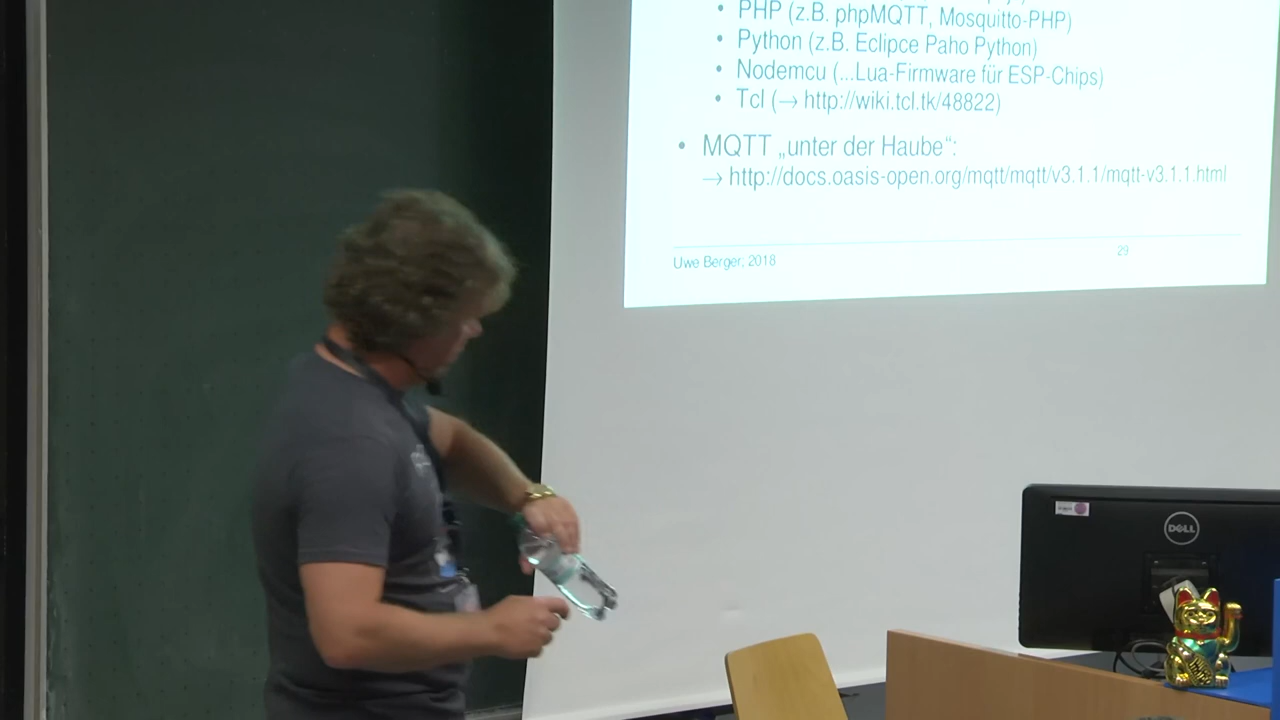 • PHP (z.B. phpMQTT, Mosquitto-PHP)
• Python (z.B. Eclipce Paho Python)
• Nodemcu (...Lua-Firmware für ESP-Chips)
• Tcl (→ http://wiki.tcl.tk/48822)
• MQTT „unter der Haube“:
→ http://docs.oasis-open.org/mqtt/mqtt/v3.1.1/mqtt-v3.1.1.html
Uwe Berger; 2018
29
DELL